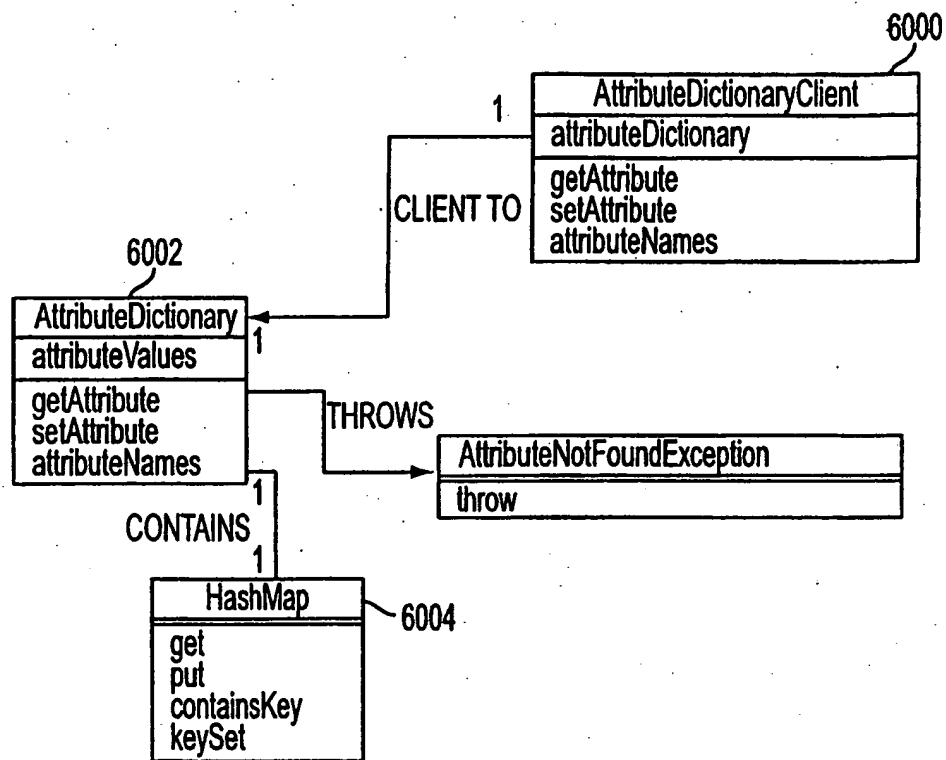 6000
AttributeDictionaryClient
attributeDictionary
getAttribute
setAttribute
attributeNames
1
CLIENT TO
6002
AttributeDictionary
1
attributeValues
getAttribute
setAttribute
attributeNames
THROWS
AttributeNotFoundException
throw
1
CONTAINS
1
HashMap
6004
get
put
containsKey
keySet